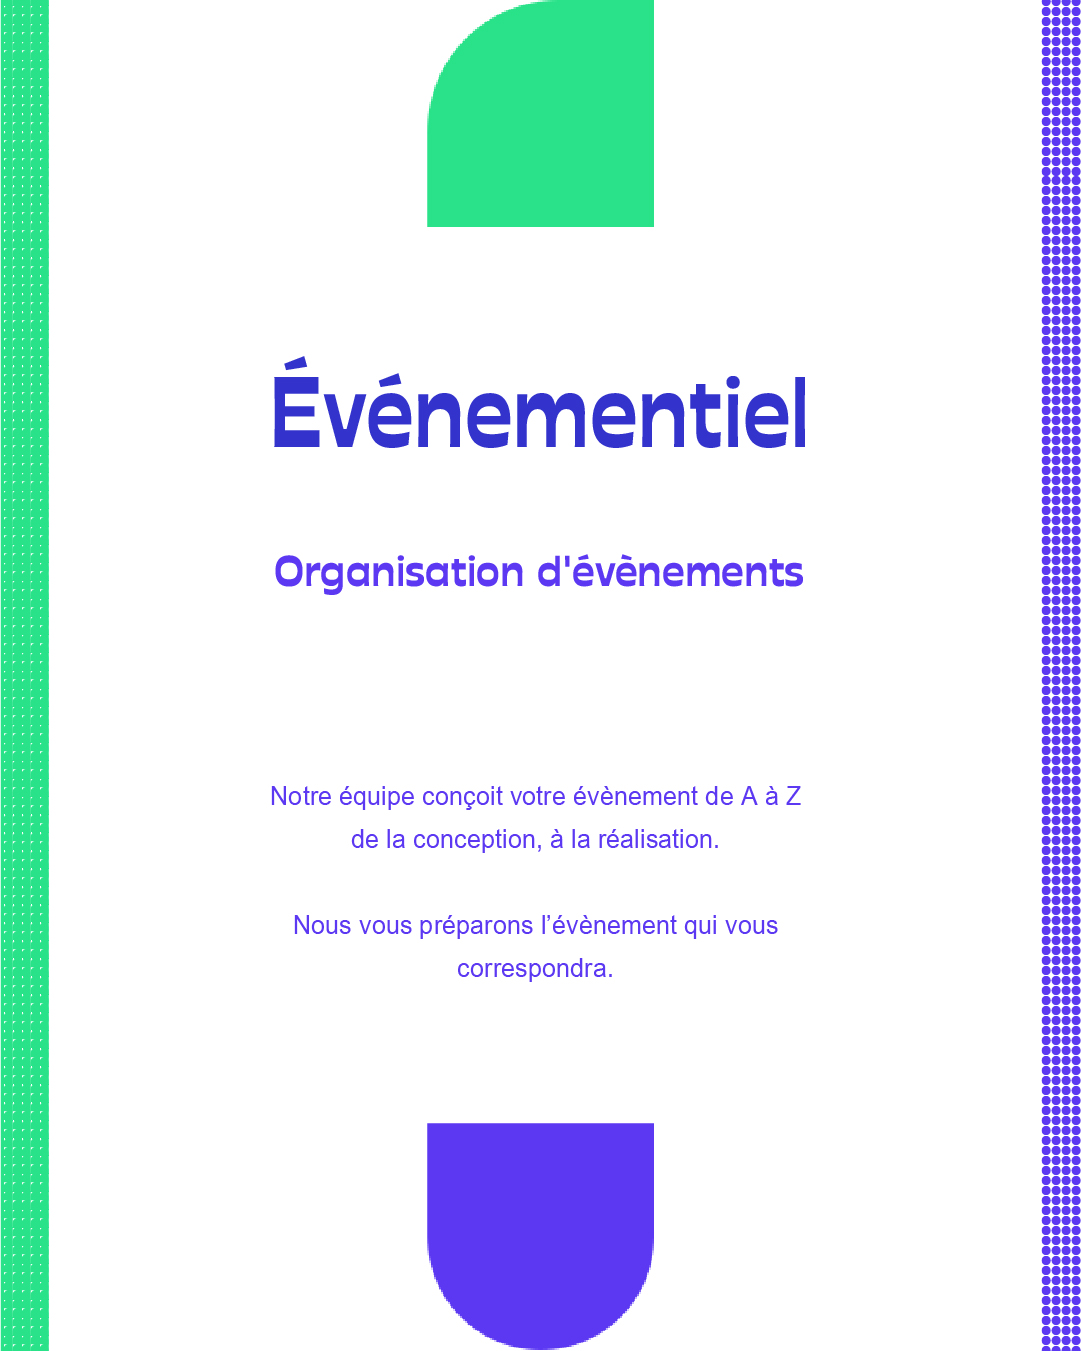 Événementiel
Organisation d'évènements
Notre équipe conçoit votre évènement de A à Z
de la conception, à la réalisation.
Nous vous préparons l’évènement qui vous
correspondra.